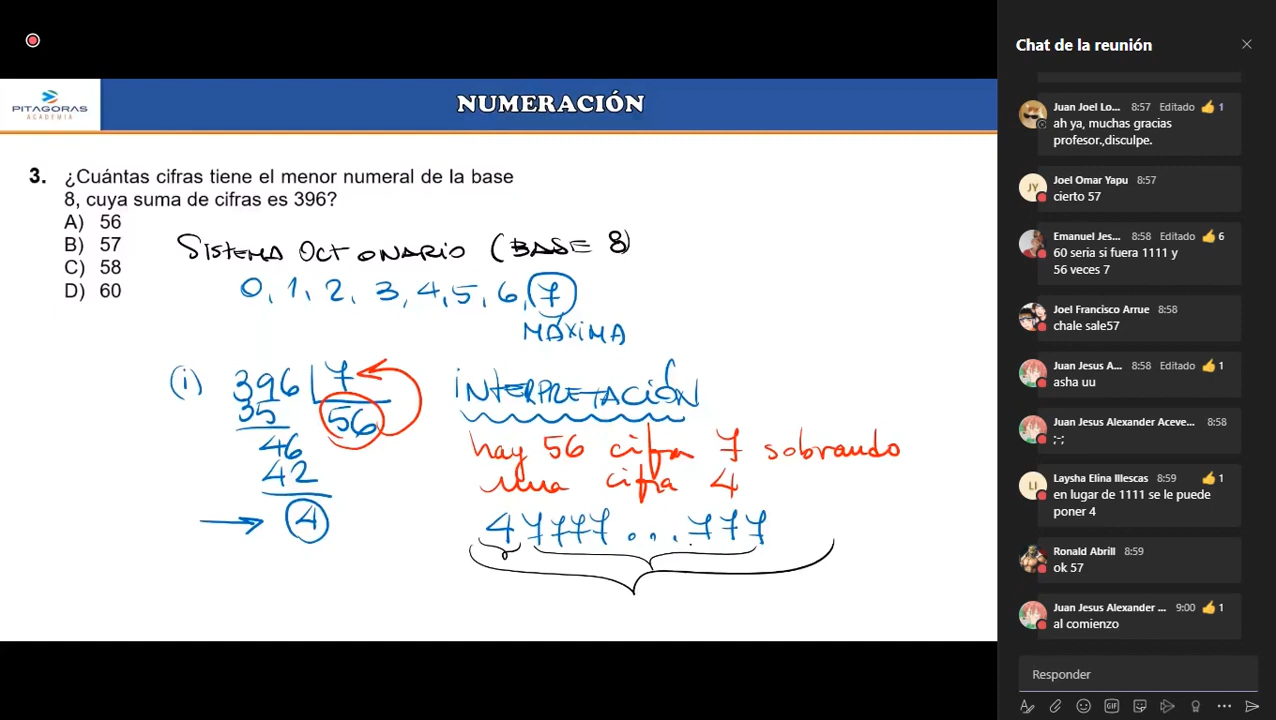 PITAGORAS
ACADEMIA
NUMERACIÓN
3. ¿Cuántas cifras tiene el menor numeral de la base
8, cuya suma de cifras es 396?
A) 56
B) 57
C) 58
D) 60
SISTEMA OCTONARIO (BASE 8)
0, 1, 2, 3, 4, 5, 6, 7
MÁXIMA
(i) 396 7
35 56
46
42
4
INTERPRETACIÓN
hay 56 cifra 7 sobrando
una cifra 4
47777...777
Chat de la reunión
Juan Joel Lo... 8:57 Editado 👍 1
ah ya, muchas gracias
profesor.,disculpe.
JY
Joel Omar Yapu 8:57
cierto 57
Emanuel Jes... 8:58 Editado 👍 6
60 seria si fuera 1111 y
56 veces 7
Joel Francisco Arrue 8:58
chale sale57
Juan Jesus A... 8:58 Editado 👍 1
asha uu
Juan Jesus Alexander Aceve... 8:58
;-;
LI
Laysha Elina Illescas 8:59 👍 1
en lugar de 1111 se le puede
poner 4
Ronald Abrill 8:59
ok 57
Juan Jesus Alexander ... 9:00 👍 1
al comienzo
Responder
GIF